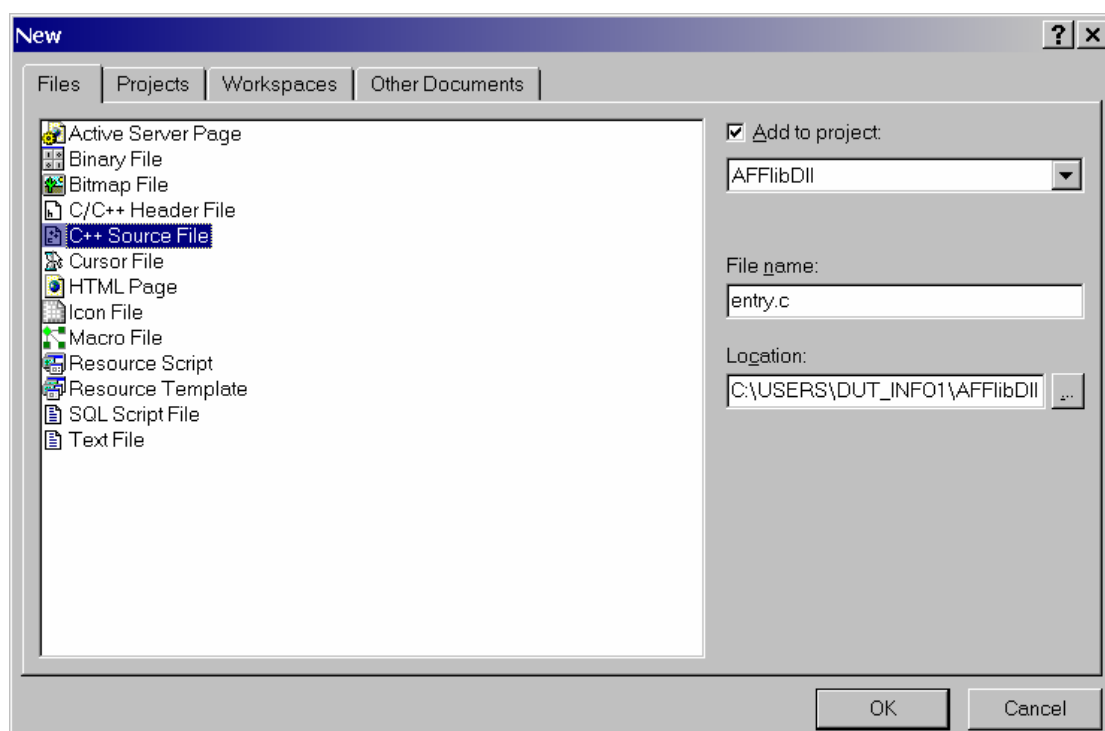 New
Files Projects Workspaces Other Documents
Active Server Page
Binary File
Bitmap File
C/C++ Header File
C++ Source File
Cursor File
HTML Page
Icon File
Macro File
Resource Script
Resource Template
SQL Script File
Text File
Add to project:
AFFlibDll
File name:
entry.c
Location:
C:\USERS\DUT_INFO1\AFFlibDll
...
OK Cancel